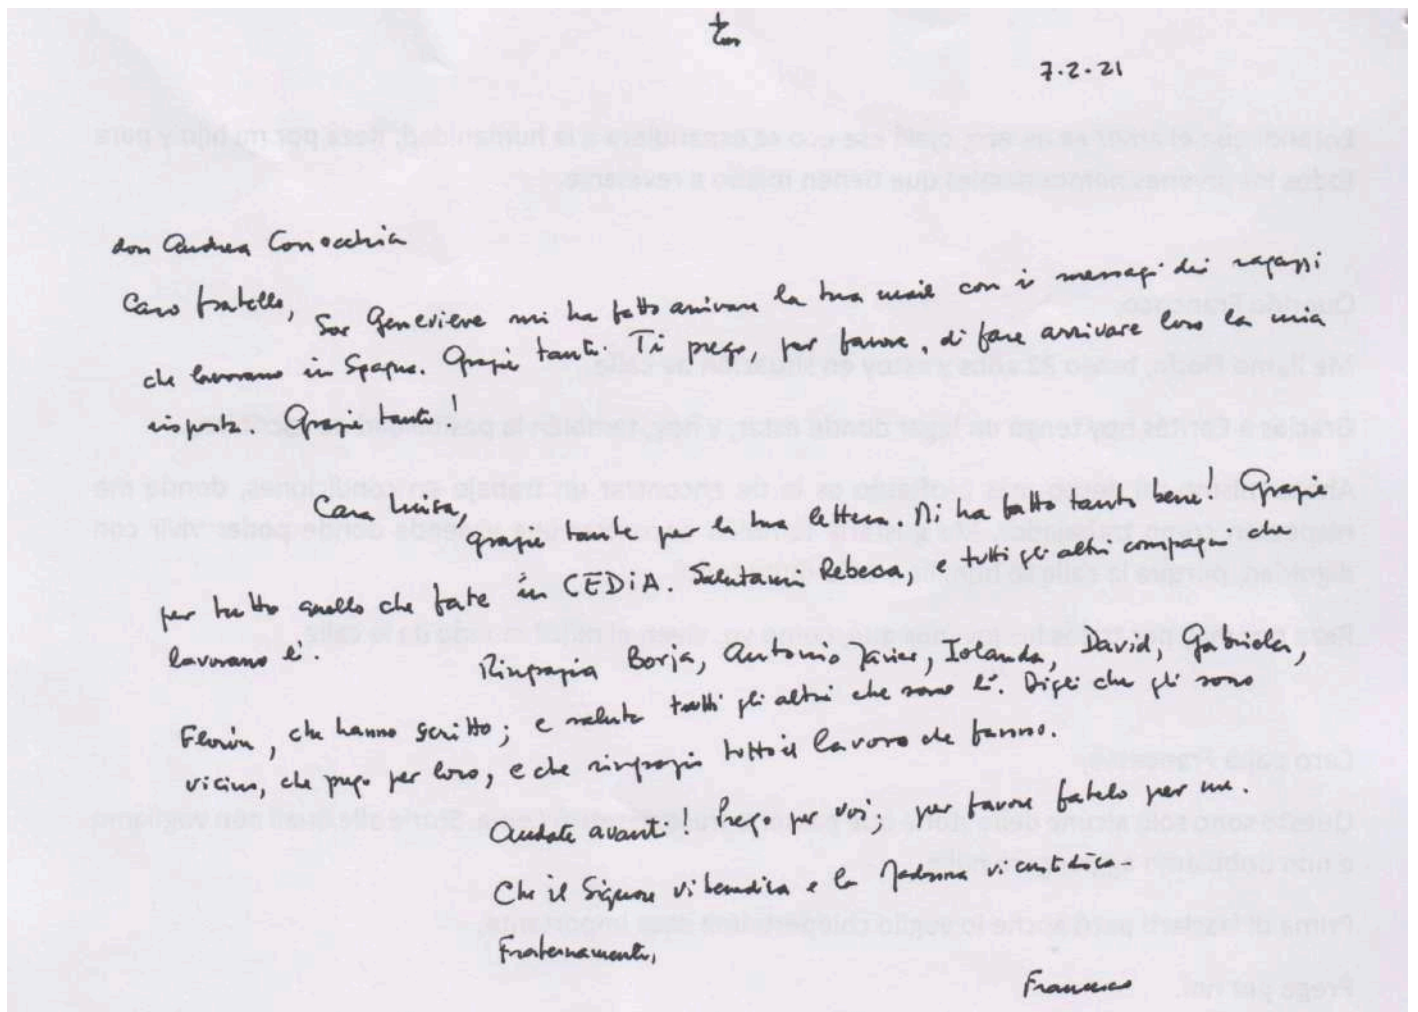 7.2.21
don Andrea Conocchia
Caro fratello,
Sor Geneviève mi ha fatto arrivare la tua mail con i messagi dei ragazzi
che lavorano in Spagna. Grazie tante. Ti prego, per favore, di fare arrivare loro la mia
risposta. Grazie tante!
Cara Luisa,
grazie tante per la tua lettera. Mi ha fatto tanto bene! Grazie
per tutto quello che fate in CEDIA. Salutami Rebeca, e tutti gli altri compagni che
lavorano lì.
Ringrazia Borja, Antonio Javier, Iolanda, David, Gabriela,
Florin, che hanno scritto; e saluta tutti gli altri che sono lì. Digli che gli sono
vicino, che prego per loro, e che ringrazio tutto il lavoro che fanno.
Andate avanti. Prego per voi; per favore fatelo per me.
Che il Signore vi benedica e la Madonna vi custodisca.
Fraternamente,
Francesco